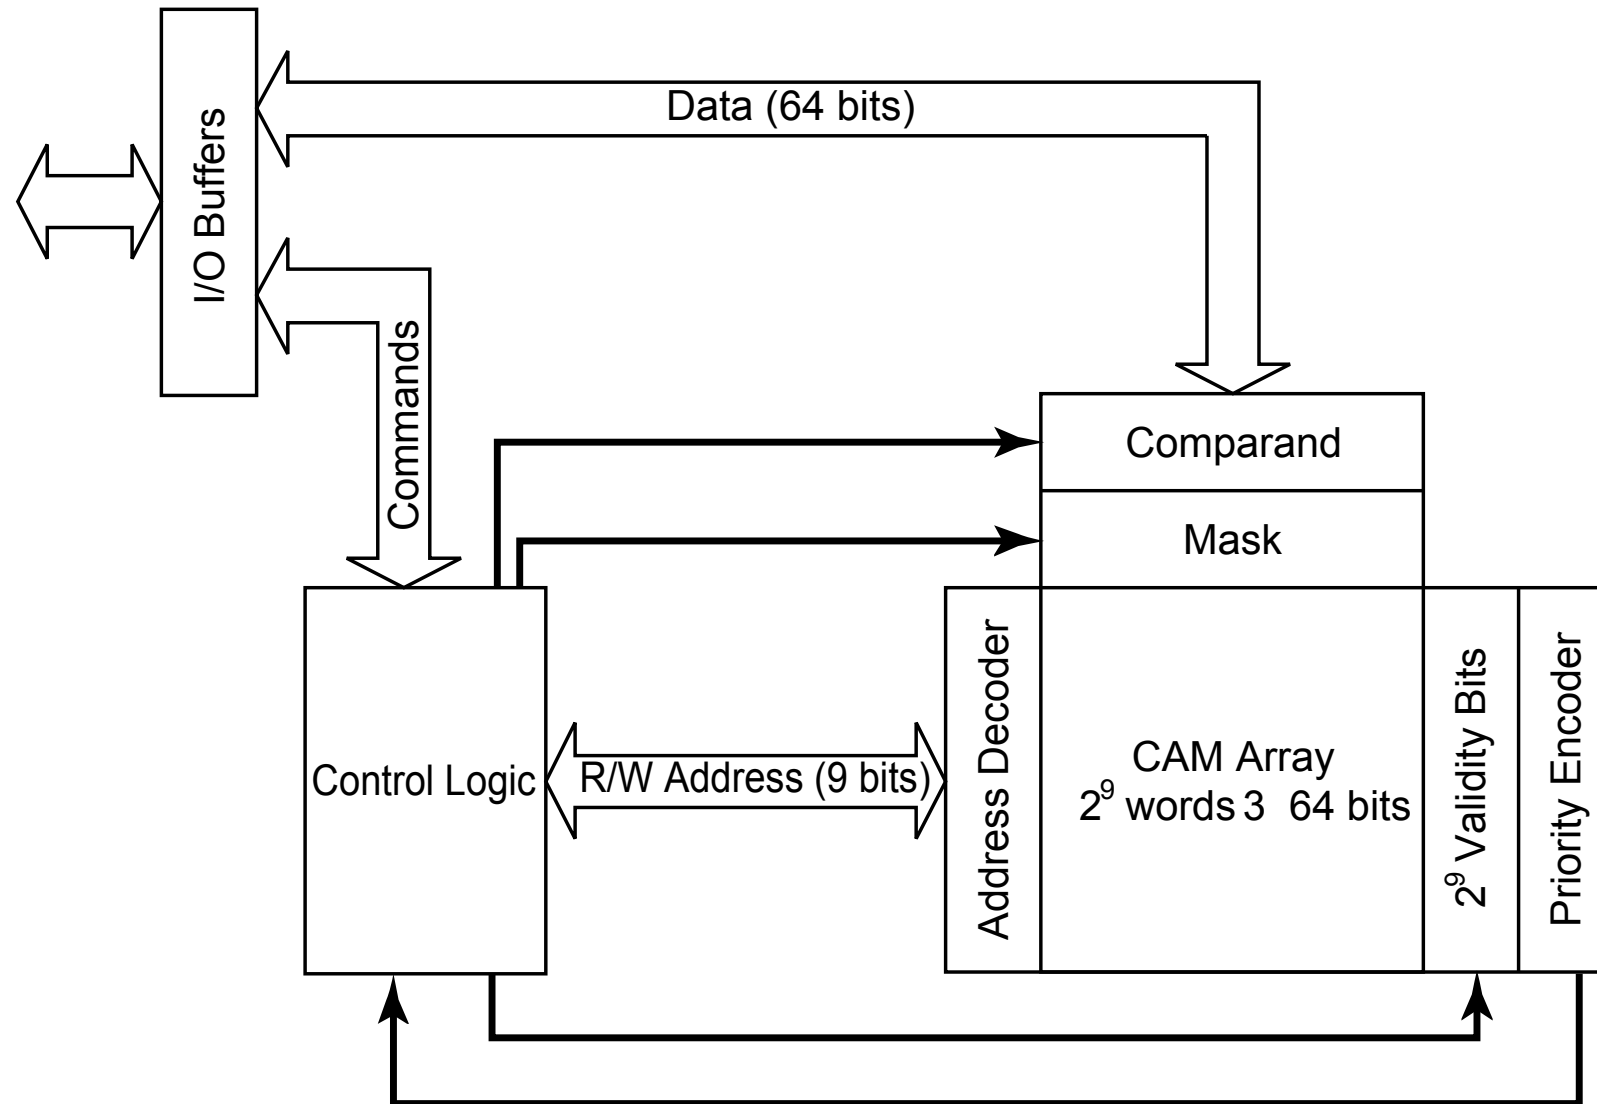 Data (64 bits)
I/O Buffers
Commands
Comparand
Mask
Control Logic
R/W Address (9 bits)
Address Decoder
CAM Array
2⁹ words 3 64 bits
2⁹ Validity Bits
Priority Encoder